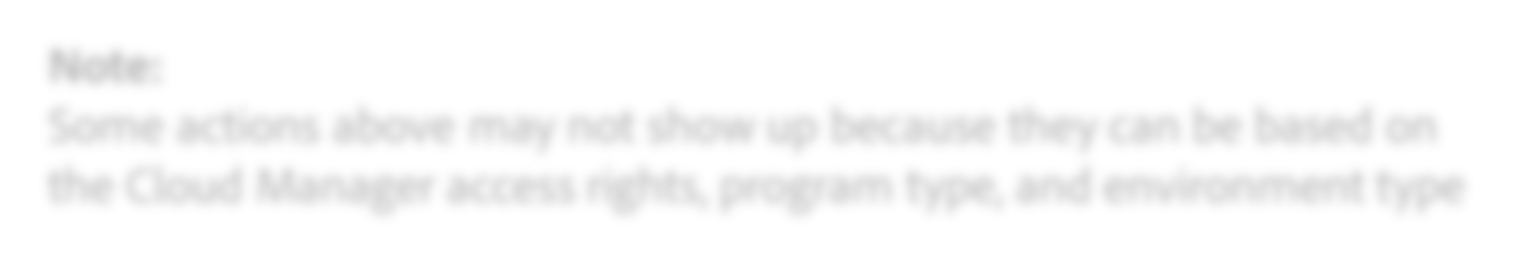 Note:
Some actions above may not show up because they can be based on
the Cloud Manager access rights, program type, and environment type